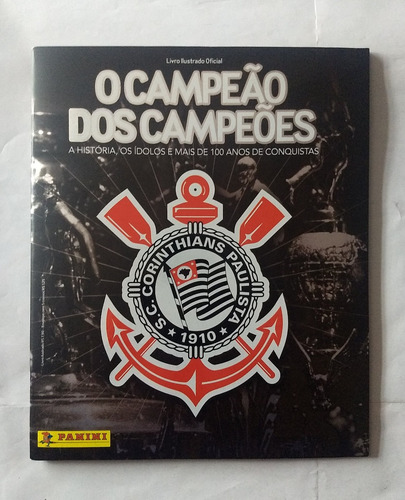 Livro Ilustrado Oficial
O CAMPEÃO
DOS CAMPEÕES
A HISTÓRIA, OS ÍDOLOS E MAIS DE 100 ANOS DE CONQUISTAS
S.C. CORINTHIANS PAULISTA
1910
PANINI